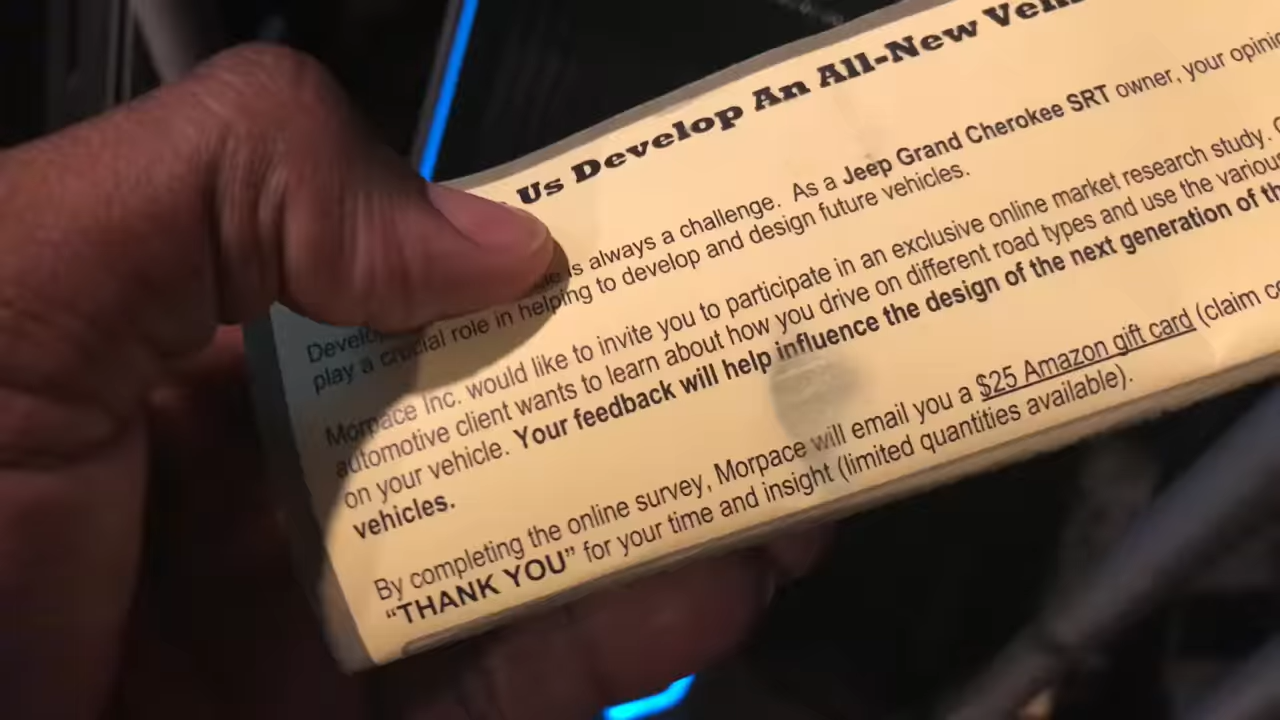 Us Develop An All-New
is always a challenge. As a Jeep Grand Cherokee SRT owner, your
play a crucial role in helping to develop and design future vehicles.
Morpace Inc. would like to invite you to participate in an exclusive online market research study.
automotive client wants to learn about how you drive on different road types and use the various
on your vehicle. Your feedback will help influence the design of the next generation of
vehicles.
By completing the online survey, Morpace will email you a $25 Amazon gift card (claim
“THANK YOU” for your time and insight (limited quantities available).